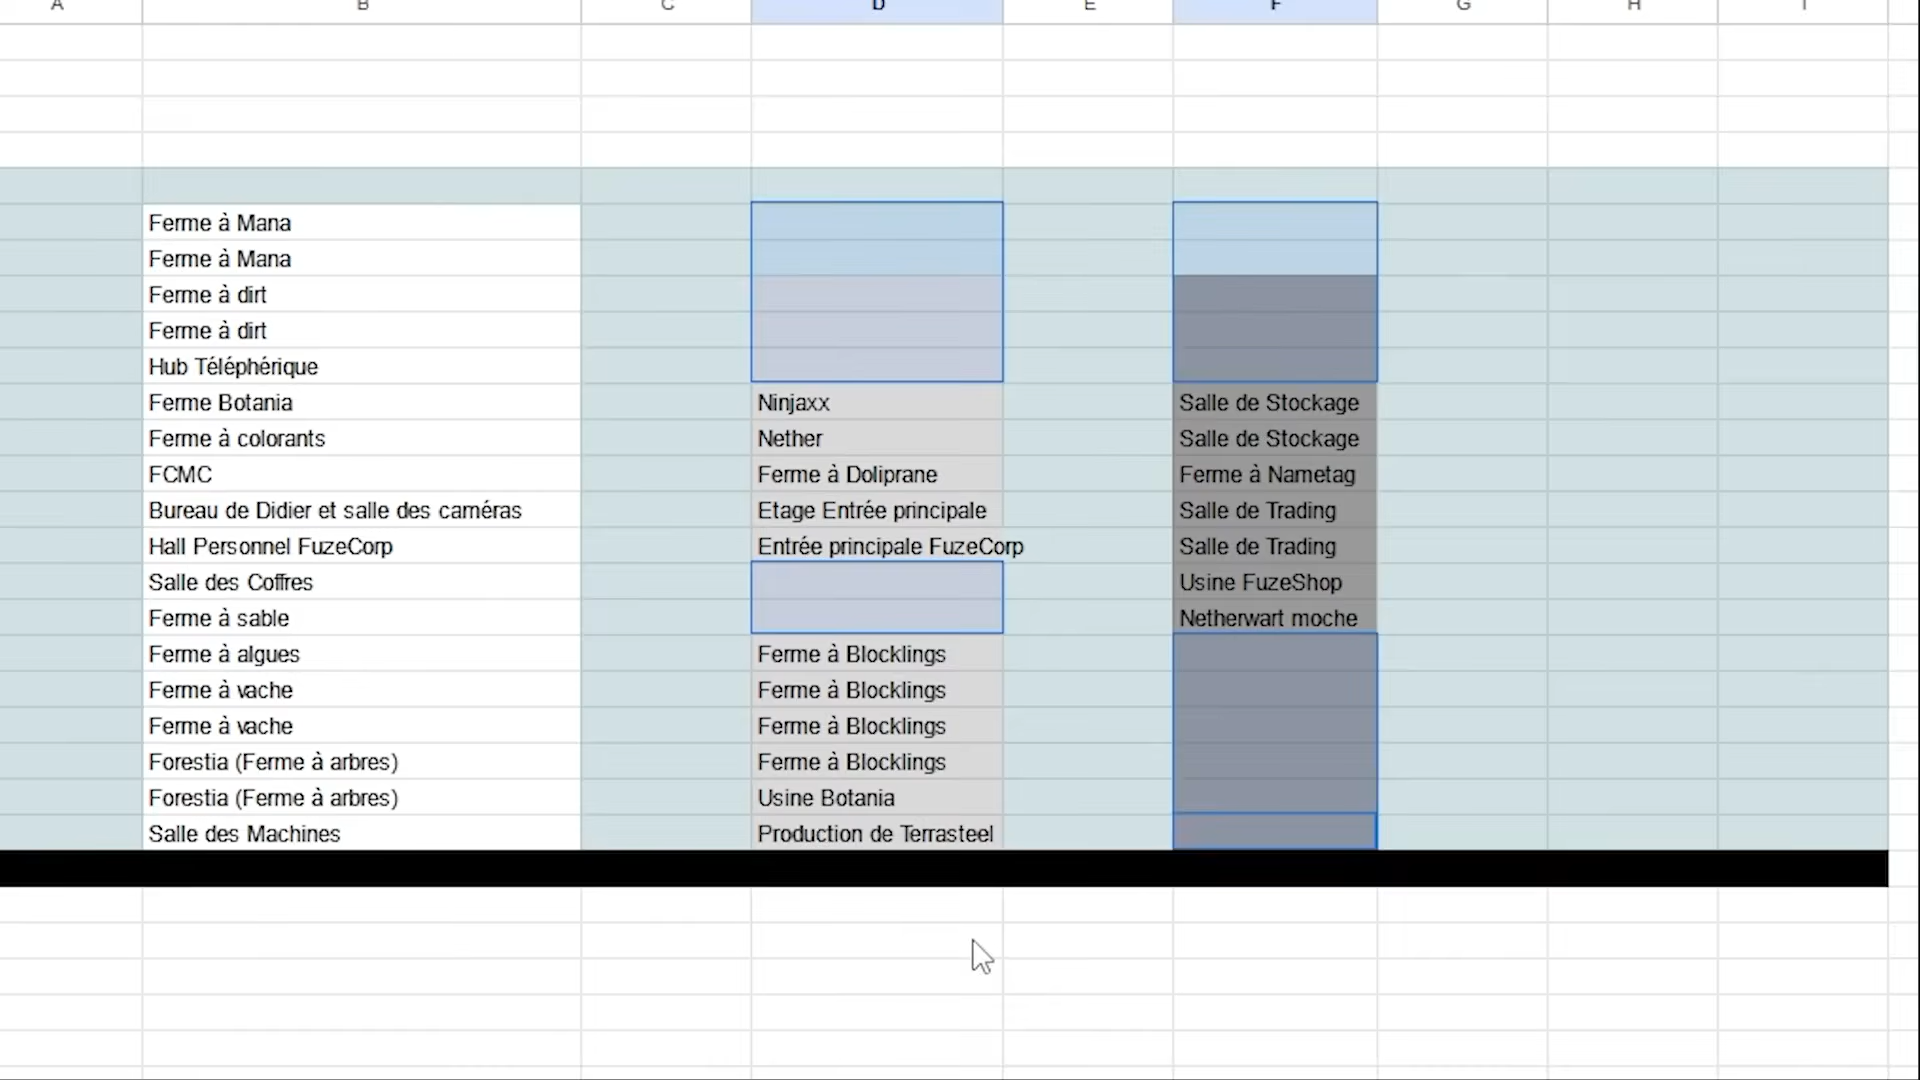 A B C D E F G H I
Ferme à Mana
Ferme à Mana
Ferme à dirt
Ferme à dirt
Hub Téléphérique
Ferme Botania Ninjaxx Salle de Stockage
Ferme à colorants Nether Salle de Stockage
FCMC Ferme à Doliprane Ferme à Nametag
Bureau de Didier et salle des caméras Etage Entrée principale Salle de Trading
Hall Personnel FuzeCorp Entrée principale FuzeCorp Salle de Trading
Salle des Coffres Usine FuzeShop
Ferme à sable Netherwart moche
Ferme à algues Ferme à Blocklings
Ferme à vache Ferme à Blocklings
Ferme à vache Ferme à Blocklings
Forestia (Ferme à arbres) Ferme à Blocklings
Forestia (Ferme à arbres) Usine Botania
Salle des Machines Production de Terrasteel